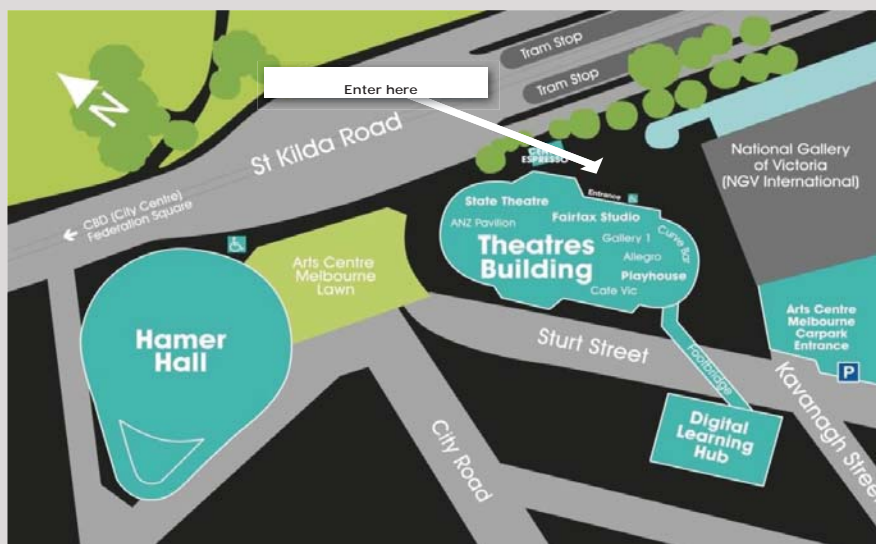 Tram Stop
Tram Stop
Enter here
N
St Kilda Road
CBD (City Centre)
Federation Square
ESPRESSO
Entrance
National Gallery
of Victoria
(NGV International)
State Theatre
ANZ Pavilion
Fairfax Studio
Gallery 1
Curve Bar
Theatres
Building
Allegro
Playhouse
Cafe Vic
Arts Centre
Melbourne
Lawn
Hamer
Hall
Sturt Street
Footbridge
Arts Centre
Melbourne
Carpark
Entrance
P
City Road
Kavanagh Street
Digital
Learning
Hub